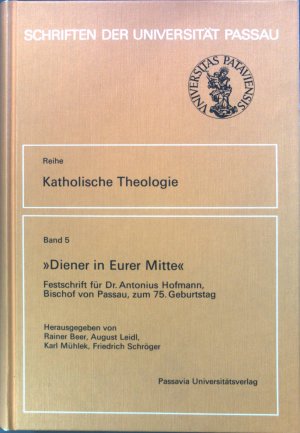 SCHRIFTEN DER UNIVERSITÄT PASSAU
UNIVERSITAS PATAVIENSIS
Reihe
Katholische Theologie
Band 5
»Diener in Eurer Mitte«
Festschrift für Dr. Antonius Hofmann,
Bischof von Passau, zum 75. Geburtstag
Herausgegeben von
Rainer Beer, August Leidl,
Karl Mühlek, Friedrich Schröger
Passavia Universitätsverlag